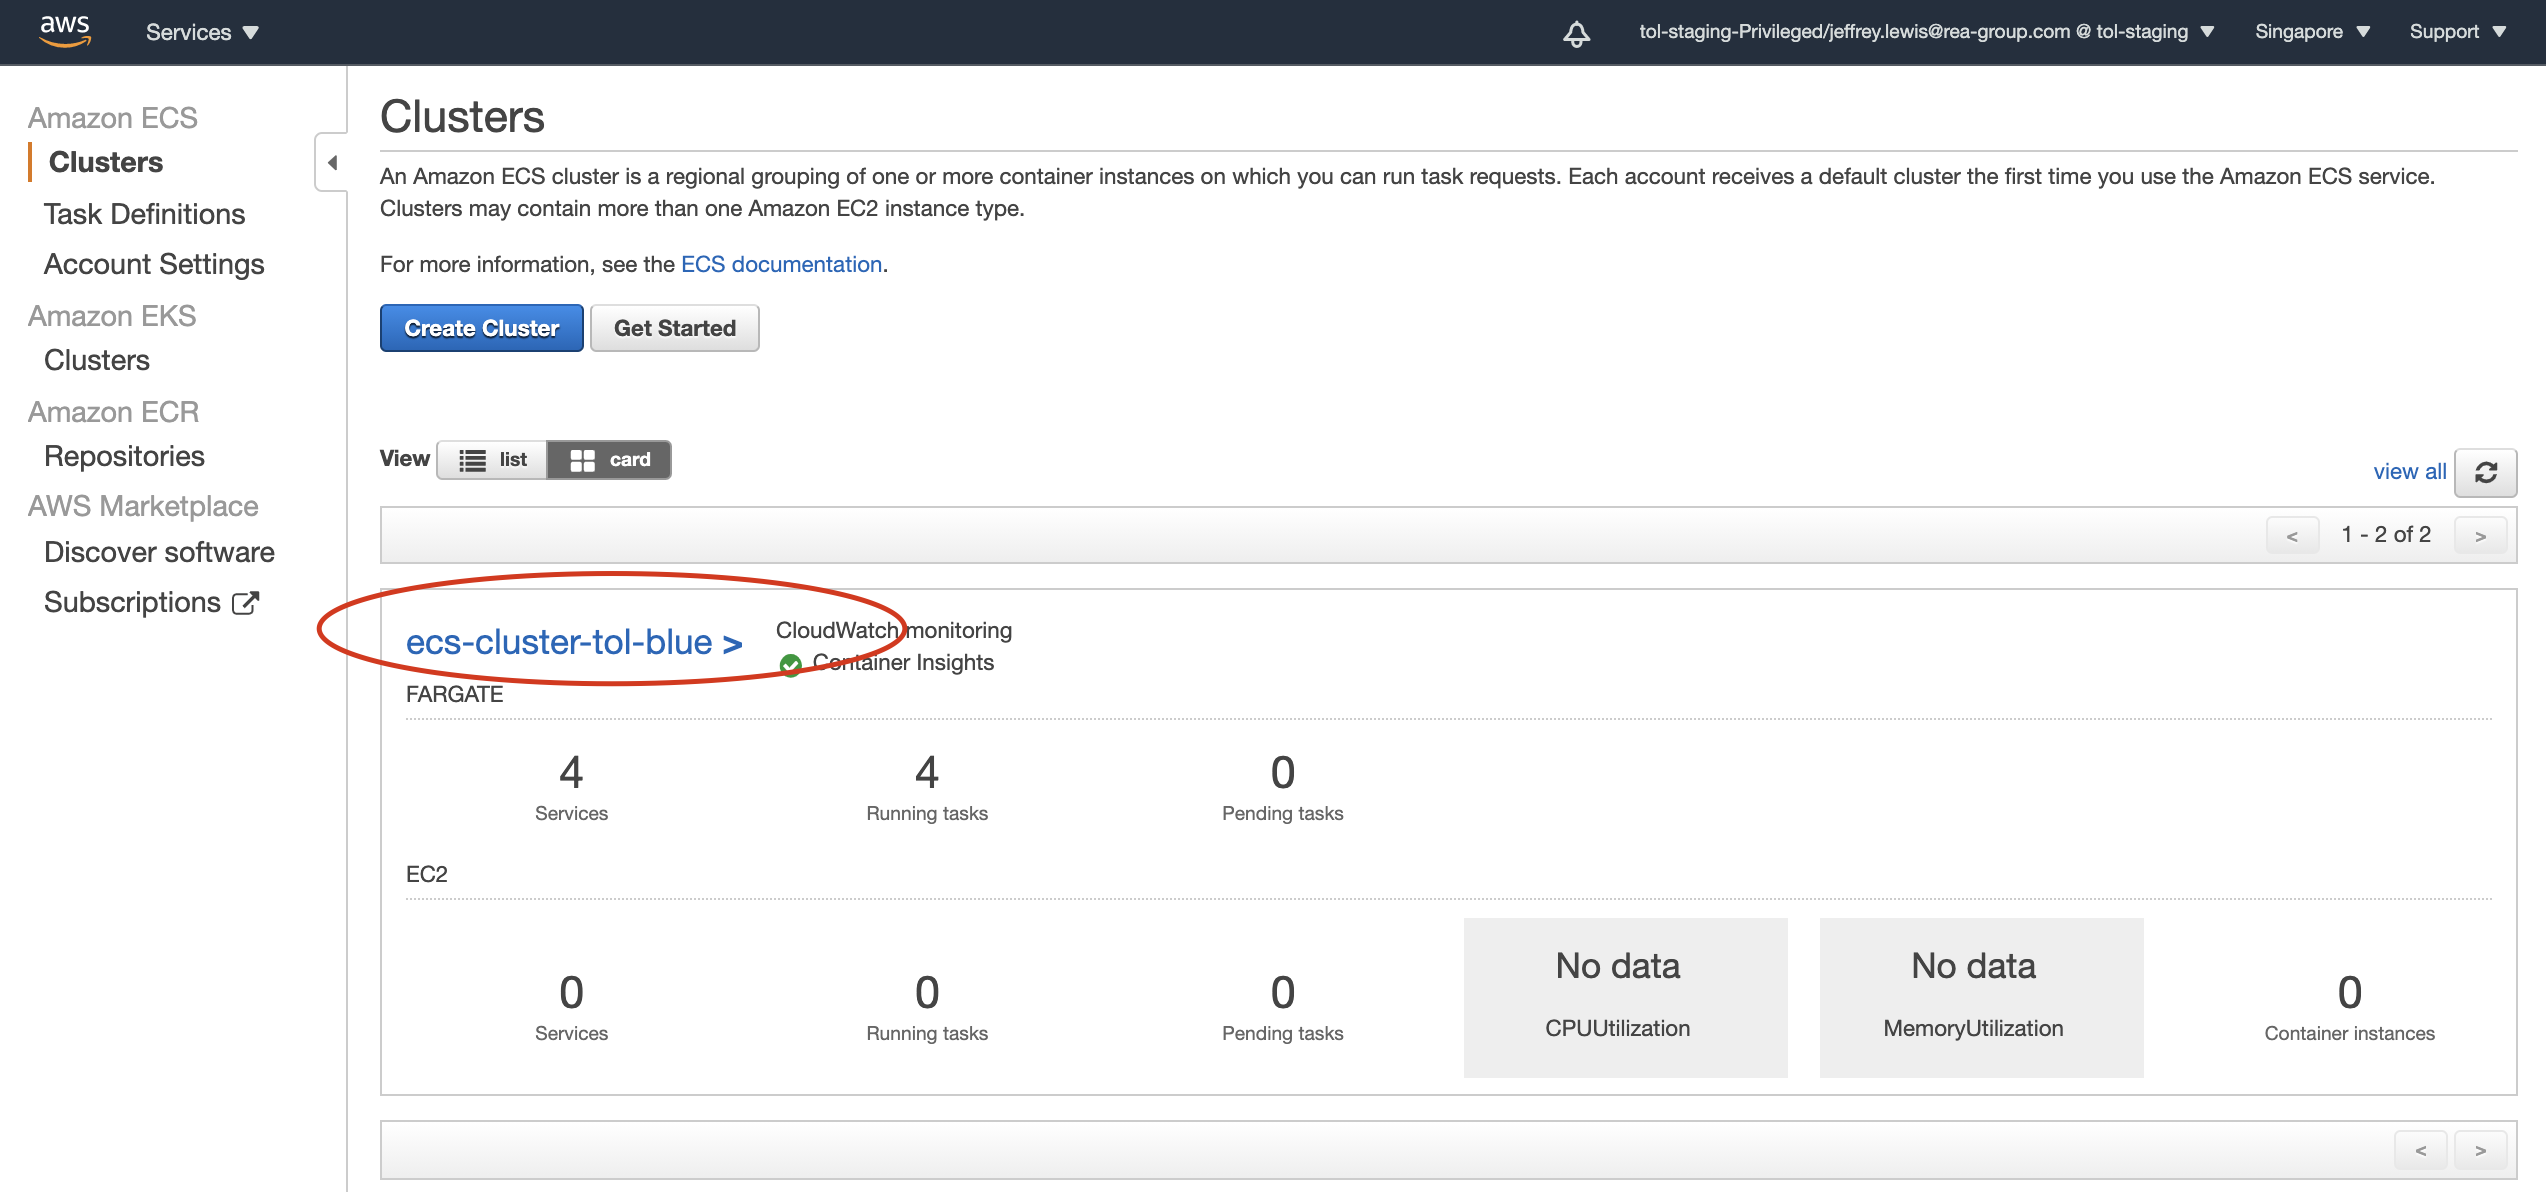 aws
Services
tol-staging-Privileged/jeffrey.lewis@rea-group.com @ tol-staging
Singapore
Support
Amazon ECS
Clusters
Task Definitions
Account Settings
Amazon EKS
Clusters
Amazon ECR
Repositories
AWS Marketplace
Discover software
Subscriptions
Clusters
An Amazon ECS cluster is a regional grouping of one or more container instances on which you can run task requests. Each account receives a default cluster the first time you use the Amazon ECS service.
Clusters may contain more than one Amazon EC2 instance type.
For more information, see the ECS documentation.
Create Cluster
Get Started
View
list
card
view all
<
1 - 2 of 2
>
ecs-cluster-tol-blue >
CloudWatch monitoring
Container Insights
FARGATE
4
Services
4
Running tasks
0
Pending tasks
EC2
0
Services
0
Running tasks
0
Pending tasks
No data
CPUUtilization
No data
MemoryUtilization
0
Container instances
<
>